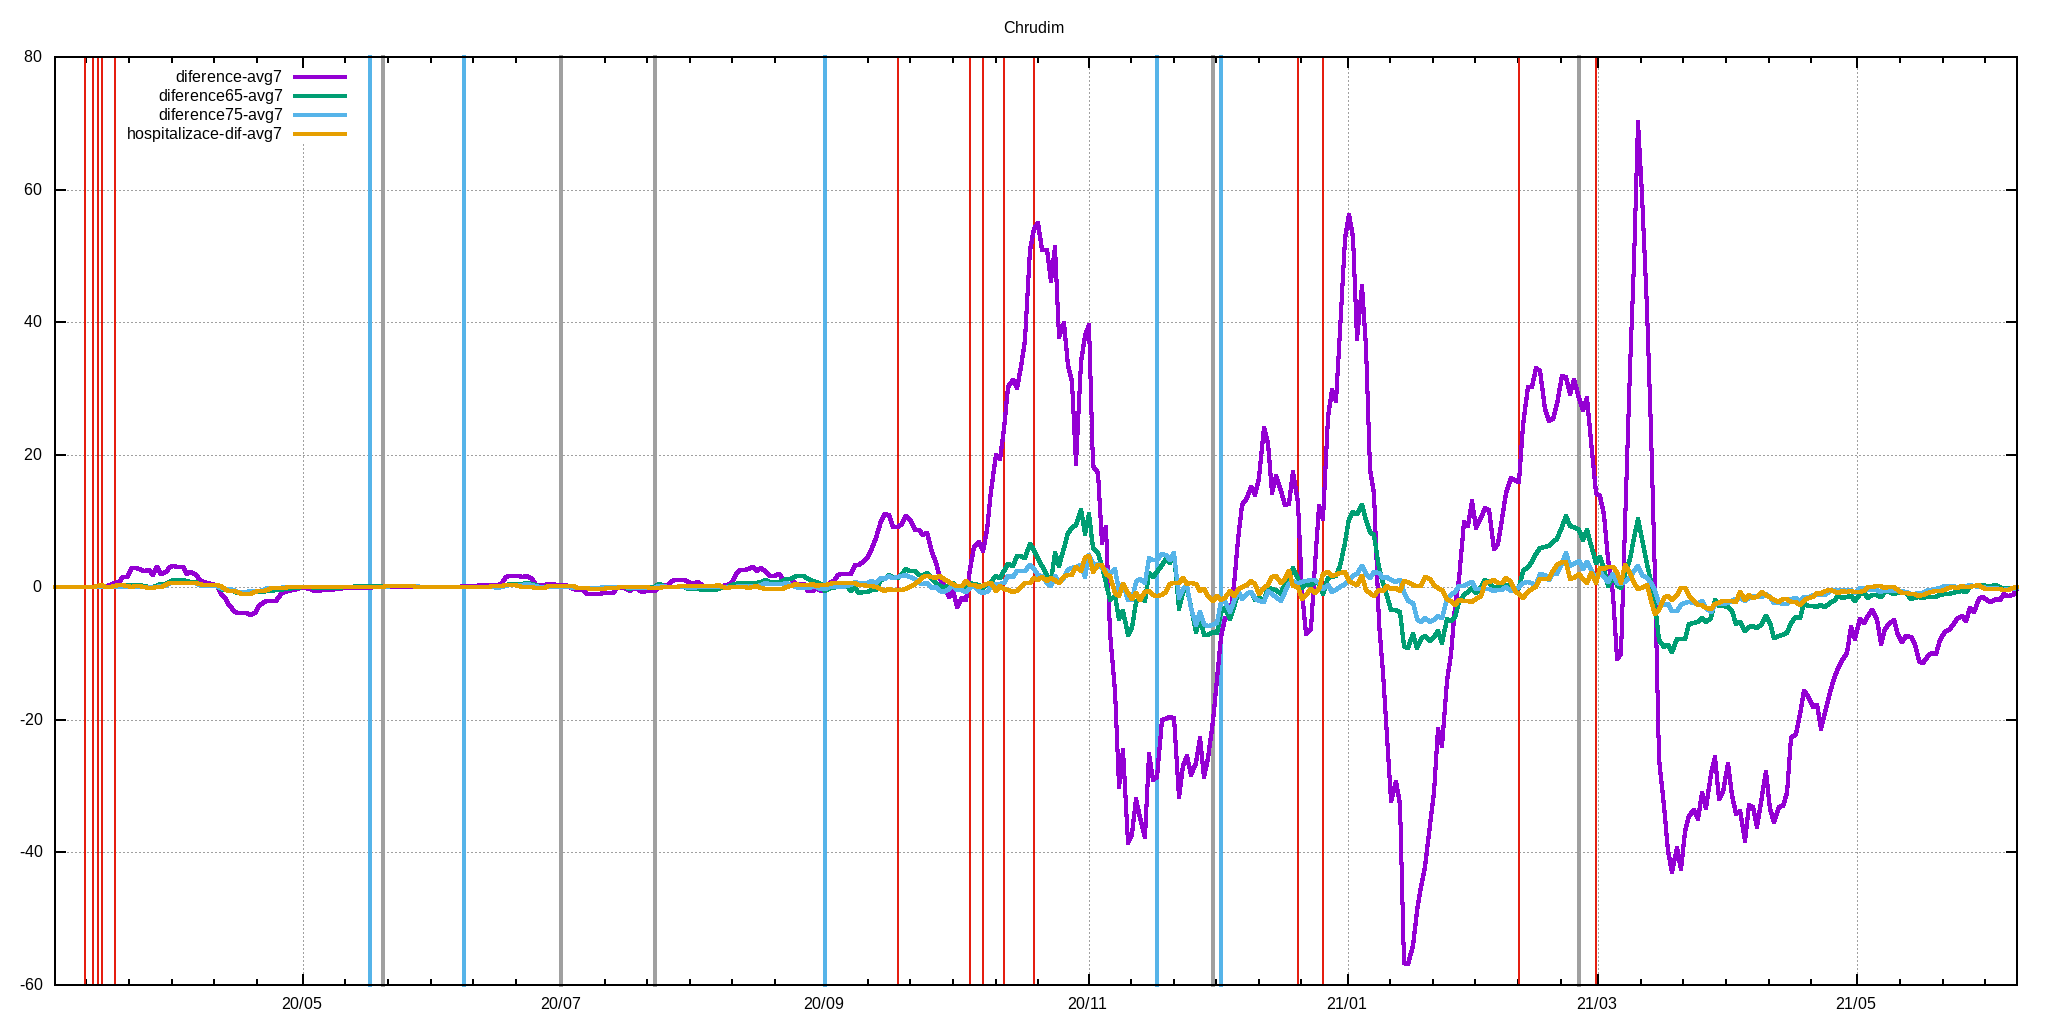 Chrudim
diference-avg7
diference65-avg7
diference75-avg7
hospitalizace-dif-avg7
80
60
40
20
0
-20
-40
-60
20/05 20/07 20/09 20/11 21/01 21/03 21/05